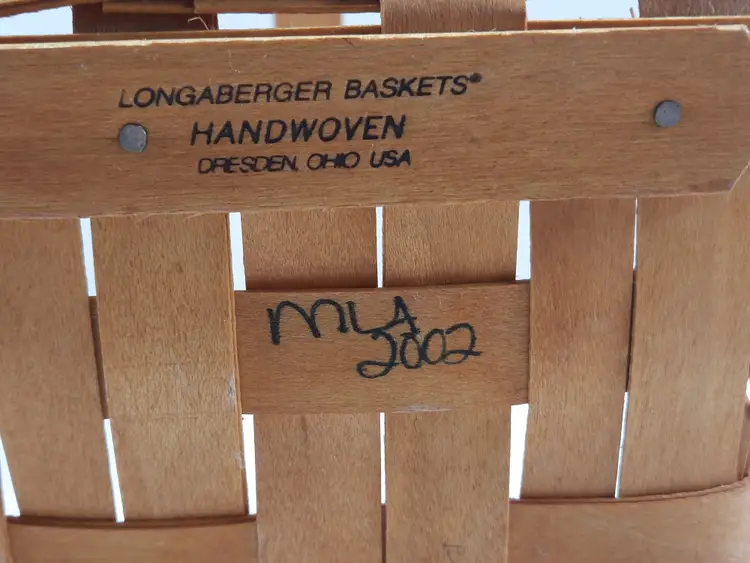 LONGABERGER BASKETS®
HANDWOVEN
DRESDEN, OHIO USA
MLA
2002